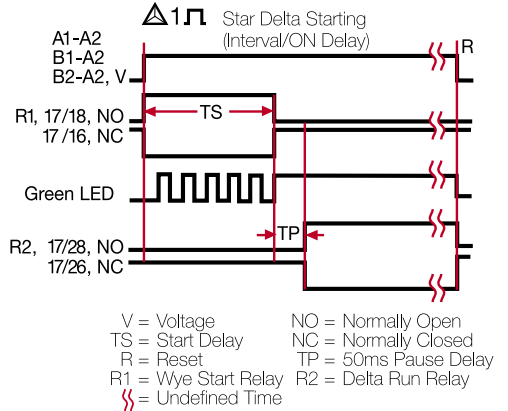 1 Star Delta Starting
(Interval/ON Delay)
A1-A2
B1-A2
B2-A2, V
R
R1, 17/18, NO
17/16, NC
TS
Green LED
TP
R2, 17/28, NO
17/26, NC
V = Voltage
NO = Normally Open
TS = Start Delay
NC = Normally Closed
R = Reset
TP = 50ms Pause Delay
R1 = Wye Start Relay
R2 = Delta Run Relay
= Undefined Time